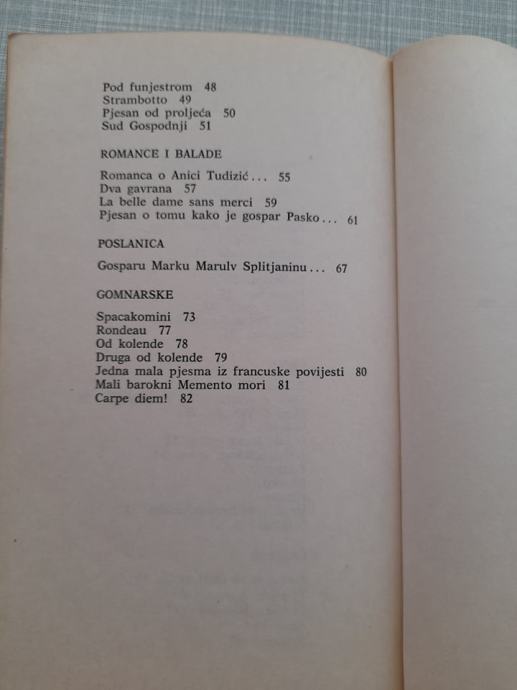 Pod funjestrom 48
Strambotto 49
Pjesan od proljeća 50
Sud Gospodnji 51
ROMANCE I BALADE
Romanca o Anici Tudizić... 55
Dva gavrana 57
La belle dame sans merci 59
Pjesan o tomu kako je gospar Pasko... 61
POSLANICA
Gosparu Marku Marulv Splitjaninu... 67
GOMNARSKE
Spacakomini 73
Rondeau 77
Od kolende 78
Druga od kolende 79
Jedna mala pjesma iz francuske povijesti 80
Mali barokni Memento mori 81
Carpe diem! 82